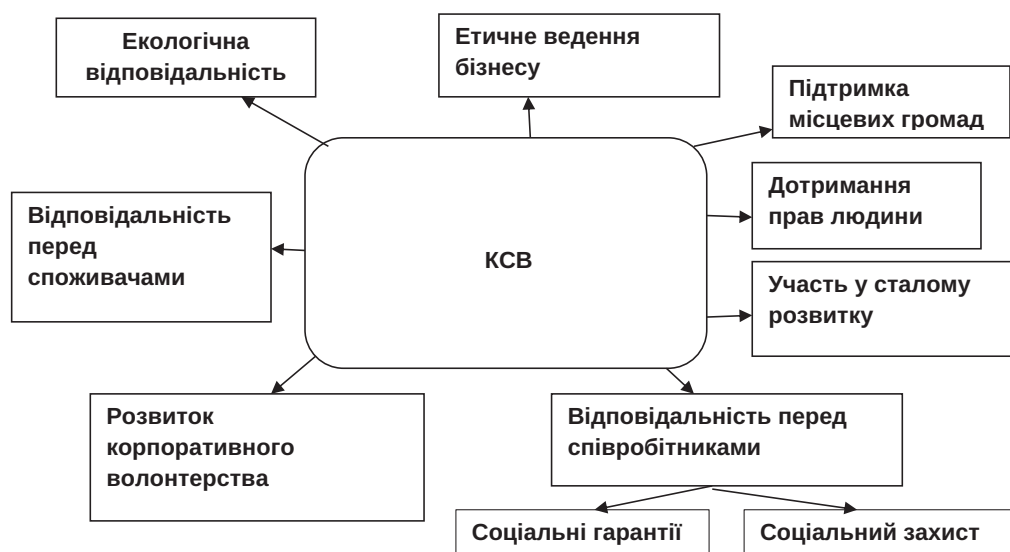 Екологічна
відповідальність
Етичне ведення
бізнесу
Підтримка
місцевих громад
Відповідальність
перед
споживачами
КСВ
Дотримання
прав людини
Участь у сталому
розвитку
Розвиток
корпоративного
волонтерства
Відповідальність перед
співробітниками
Соціальні гарантії
Соціальний захист